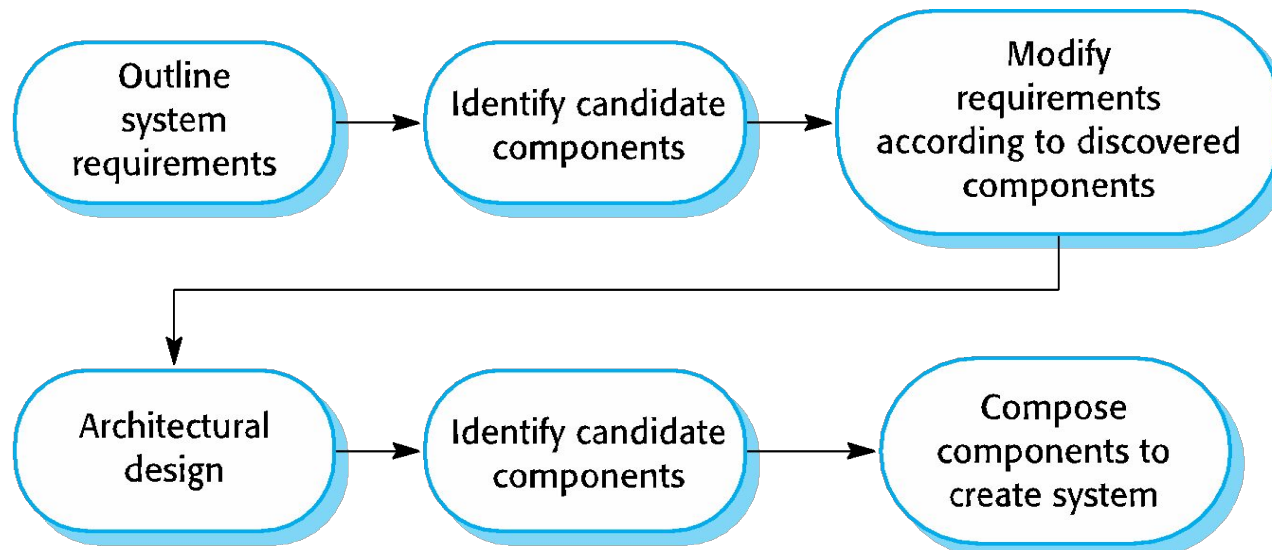 Outline
system
requirements
Identify candidate
components
Modify
requirements
according to discovered
components
Architectural
design
Identify candidate
components
Compose
components to
create system